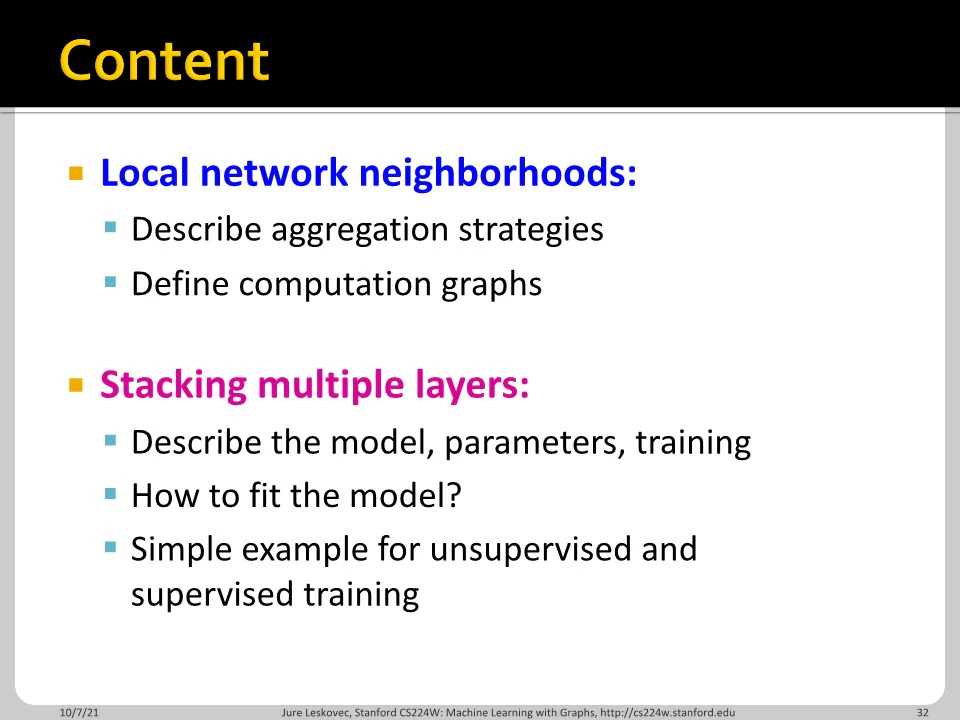 Content
Local network neighborhoods:
Describe aggregation strategies
Define computation graphs
Stacking multiple layers:
Describe the model, parameters, training
How to fit the model?
Simple example for unsupervised and
supervised training
10/7/21
Jure Leskovec, Stanford CS224W: Machine Learning with Graphs, http://cs224w.stanford.edu
32